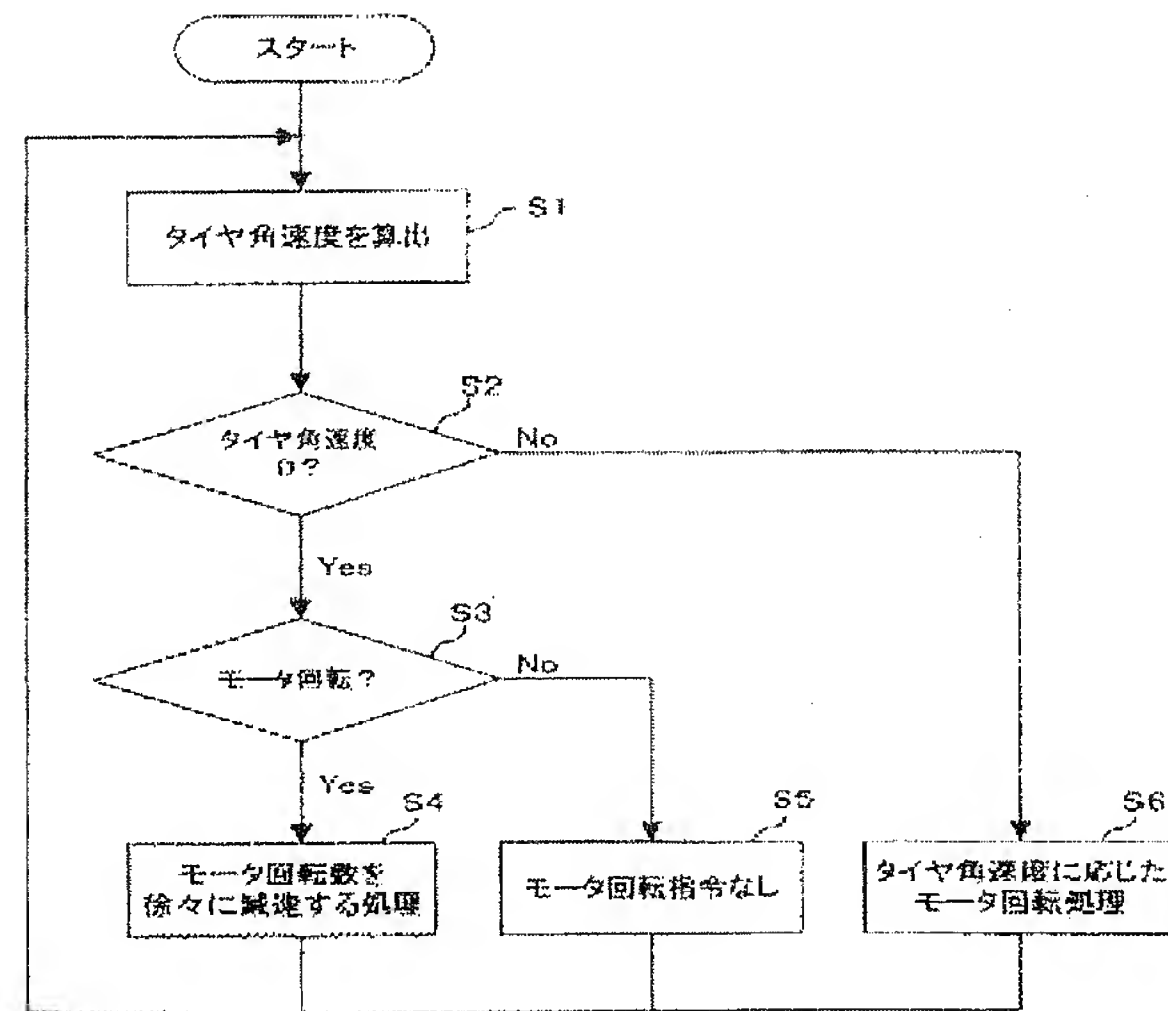 スタート
タイヤ角速度を算出
S1
S2
タイヤ角速度
0?
No
Yes
S3
モータ回転?
No
Yes
S4
モータ回転数を
徐々に減速する処理
S5
モータ回転指令なし
S6
タイヤ角速度に応じた
モータ回転処理